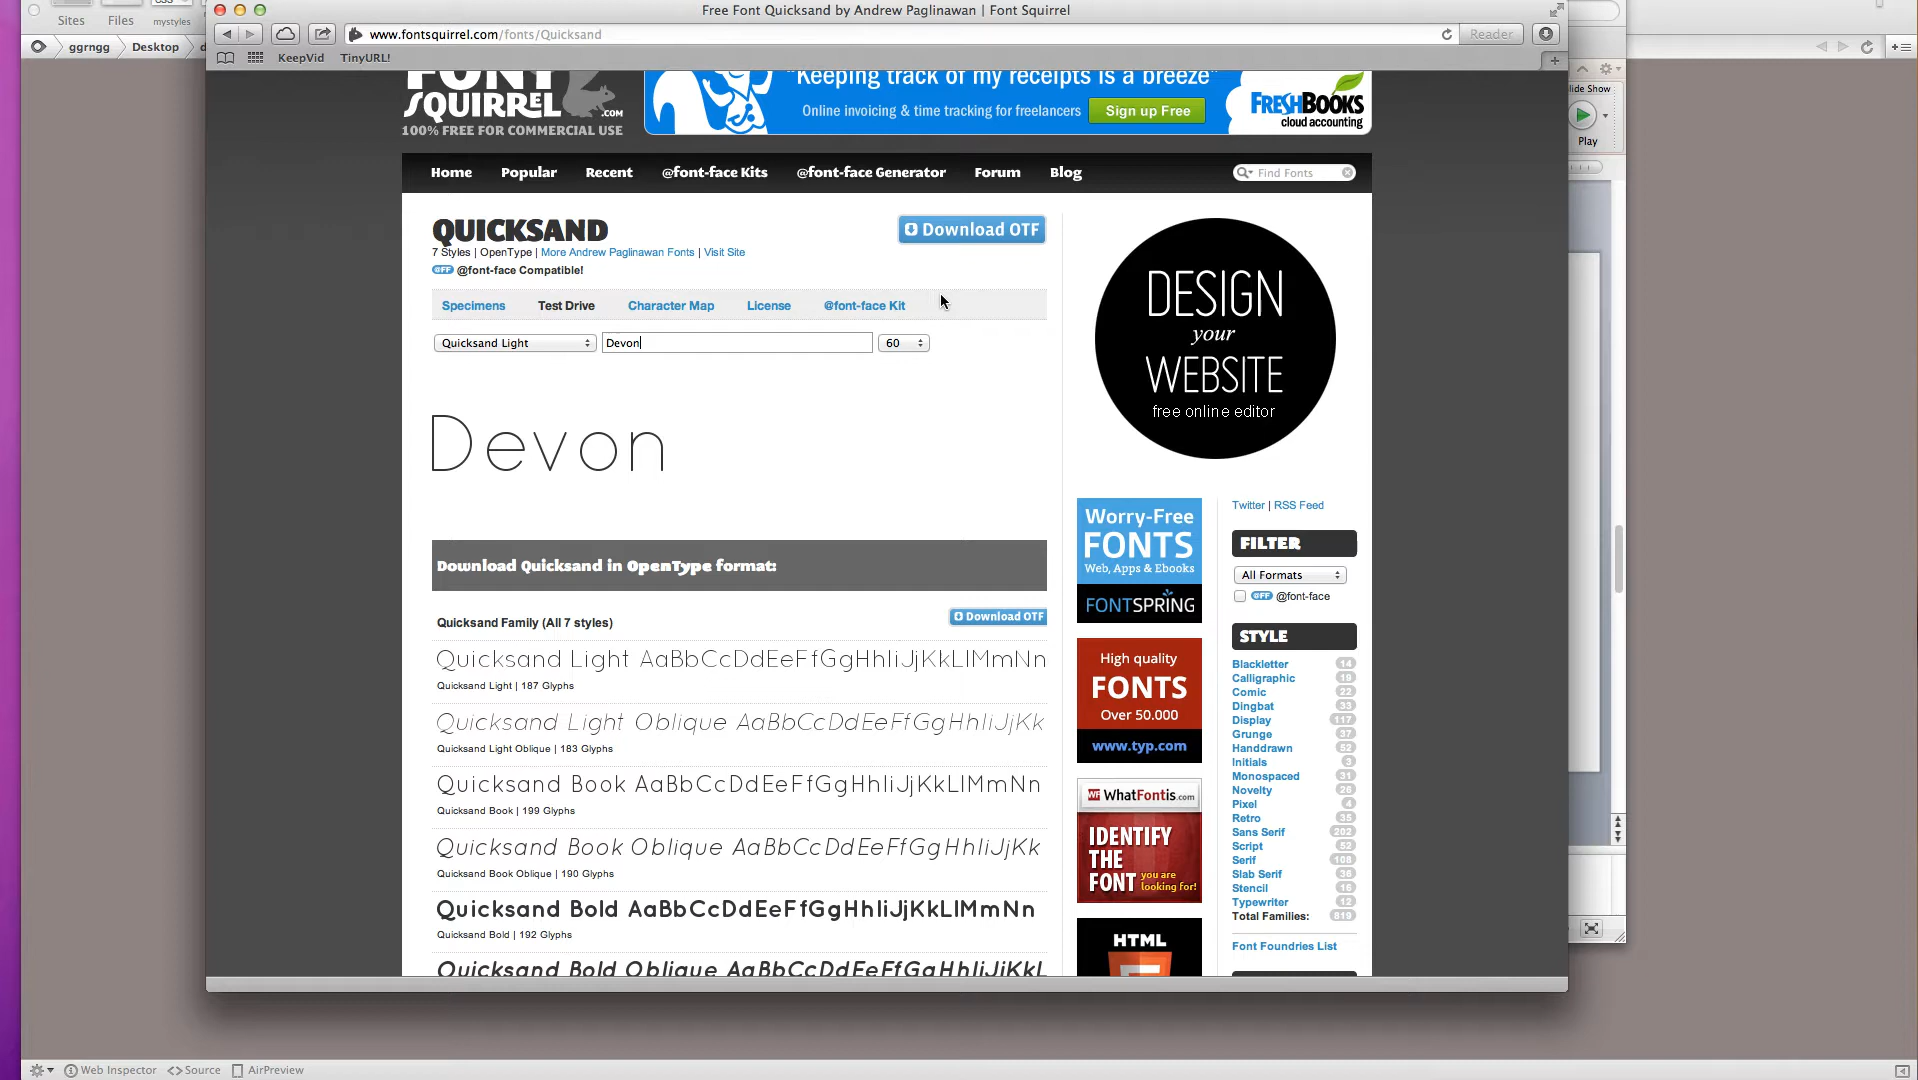 Sites Files mystyles
ggrngg Desktop
Free Font Quicksand by Andrew Paglinawan | Font Squirrel
www.fontsquirrel.com/fonts/Quicksand
Reader
KeepVid TinyURL!
FONT
SQUIRREL
.COM
100% FREE FOR COMMERCIAL USE
"Keeping track of my receipts is a breeze"
Online invoicing & time tracking for freelancers Sign up Free
FRESHBOOKS
cloud accounting
lide Show
Play
Home Popular Recent @font-face Kits @font-face Generator Forum Blog Find Fonts
QUICKSAND
Download OTF
7 Styles | OpenType | More Andrew Paglinawan Fonts | Visit Site
@FF @font-face Compatible!
Specimens Test Drive Character Map License @font-face Kit
Quicksand Light Devon 60
Devon
Download Quicksand in OpenType format:
Quicksand Family (All 7 styles) Download OTF
Quicksand Light AaBbCcDdEeFfGgHhIiJjKkLlMmNn
Quicksand Light | 187 Glyphs
Quicksand Light Oblique AaBbCcDdEeFfGgHhIiJjKk
Quicksand Light Oblique | 183 Glyphs
Quicksand Book AaBbCcDdEeFfGgHhIiJjKkLlMmNn
Quicksand Book | 199 Glyphs
Quicksand Book Oblique AaBbCcDdEeFfGgHhIiJjKk
Quicksand Book Oblique | 190 Glyphs
Quicksand Bold AaBbCcDdEeFfGgHhIiJjKkLlMmNn
Quicksand Bold | 192 Glyphs
Quicksand Bold Oblique AaBbCcDdEeFfGgHhIiJjKkL
DESIGN
your
WEBSITE
free online editor
Worry-Free
FONTS
Web, Apps & Ebooks
FONTSPRING
High quality
FONTS
Over 50.000
www.typ.com
WF WhatFontis.com
IDENTIFY
THE
FONT you are
looking for!
HTML
Twitter | RSS Feed
FILTER
All Formats
@FF @font-face
STYLE
Blackletter 14
Calligraphic 19
Comic 22
Dingbat 33
Display 117
Grunge 37
Handdrawn 52
Initials 3
Monospaced 31
Novelty 26
Pixel 4
Retro 35
Sans Serif 202
Script 52
Serif 108
Slab Serif 36
Stencil 16
Typewriter 12
Total Families: 819
Font Foundries List
Web Inspector Source AirPreview